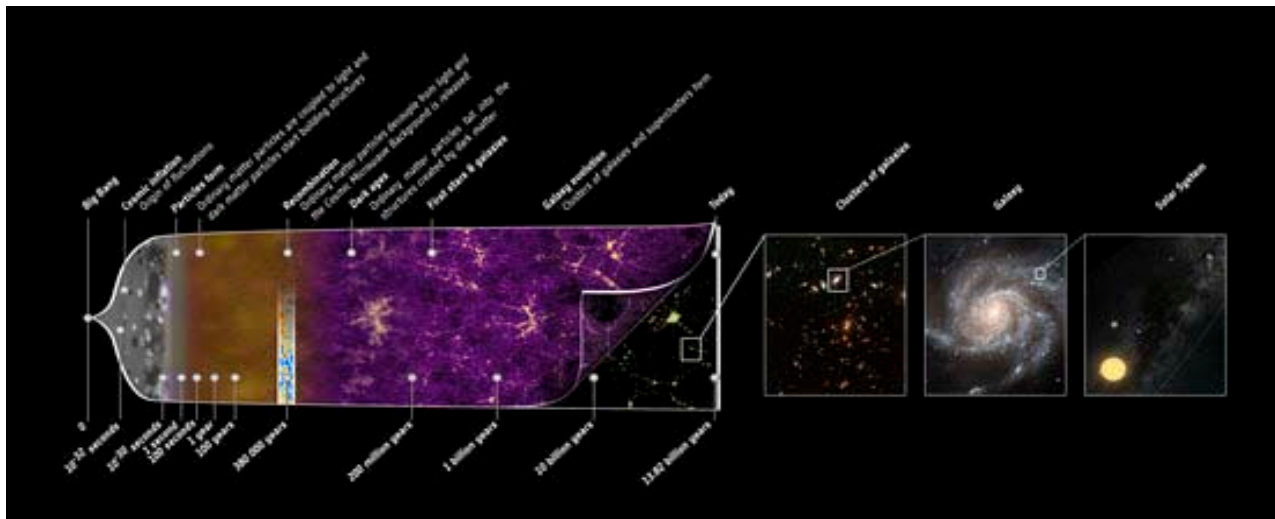 Big Bang
Cosmic inflation
Origin of fluctuations
Particles form
Ordinary matter particles are coupled to light and
dark matter particles start building structures
Recombination
Ordinary matter particles decouple from light and
the Cosmic Microwave Background is released
Dark ages
Ordinary matter particles fall into the
structures created by dark matter
First stars & galaxies
Galaxy evolution
Clusters of galaxies and superclusters form
Today
Clusters of galaxies
Galaxy
Solar System
0
10⁻³² seconds
10⁻³⁰ seconds
1 second
100 seconds
1 year
100 years
380 000 years
200 million years
1 billion years
10 billion years
13.82 billion years